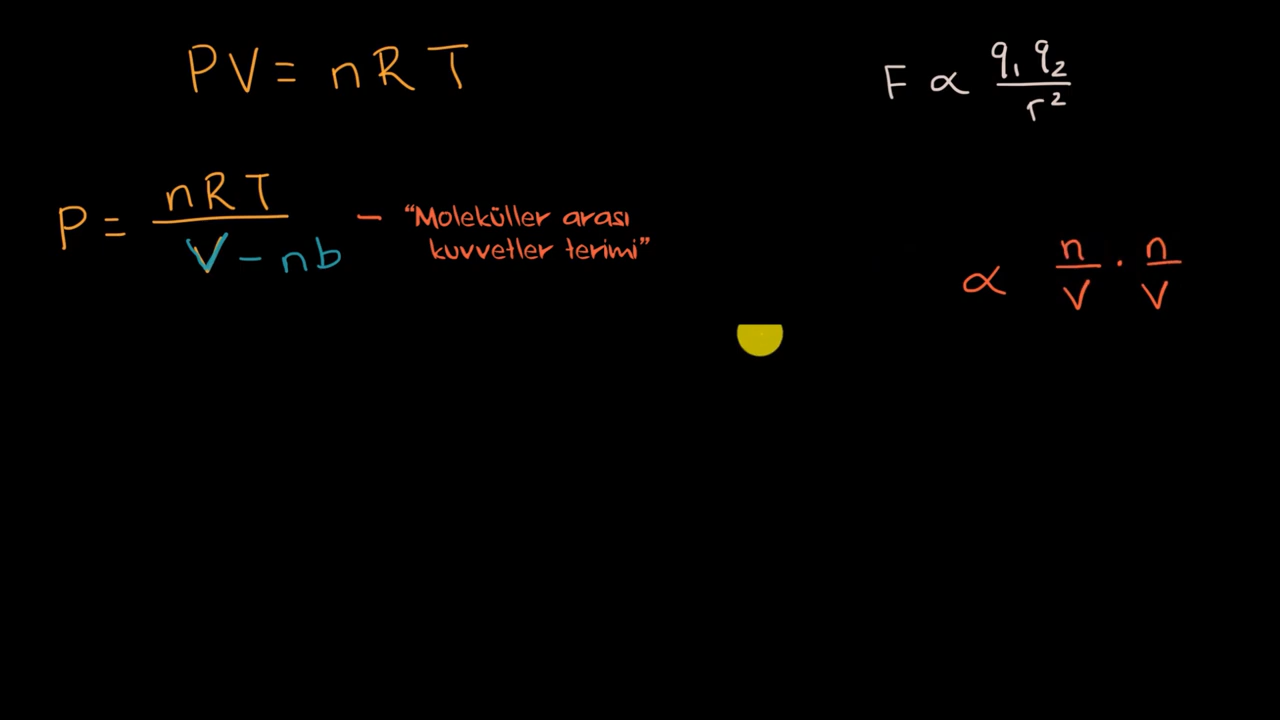 PV = nRT
F ∝ q₁q₂ / r²
P = nRT / (V - nb) - "Moleküller arası
kuvvetler terimi"
∝ n/V · n/V